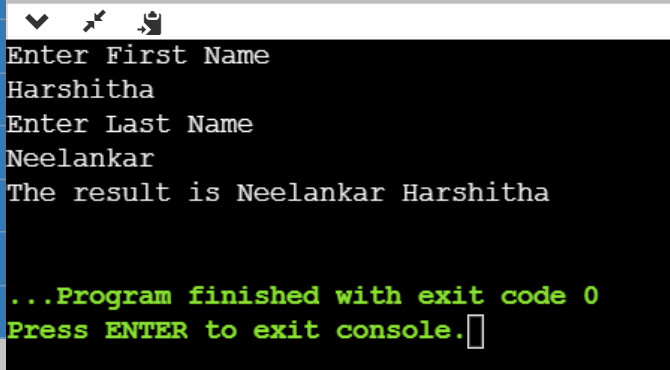 Enter First Name
Harshitha
Enter Last Name
Neelankar
The result is Neelankar Harshitha
...Program finished with exit code 0
Press ENTER to exit console.